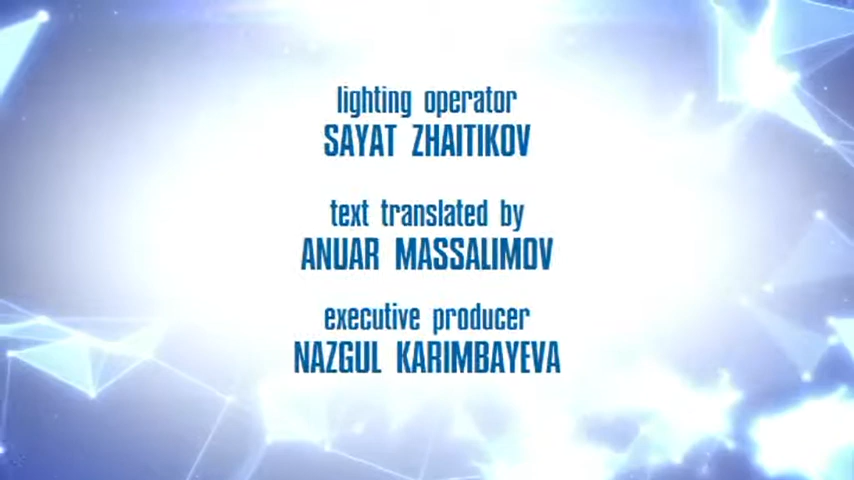 lighting operator
SAYAT ZHAITIKOV
text translated by
ANUAR MASSALIMOV
executive producer
NAZGUL KARIMBAYEVA